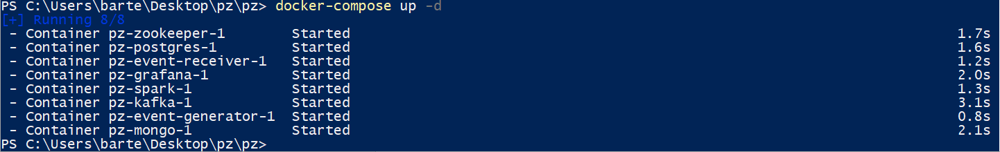 PS C:\Users\barte\Desktop\pz\pz> docker-compose up -d
[+] Running 8/8
 - Container pz-zookeeper-1        Started                                                                         1.7s
 - Container pz-postgres-1         Started                                                                         1.6s
 - Container pz-event-receiver-1   Started                                                                         1.2s
 - Container pz-grafana-1          Started                                                                         2.0s
 - Container pz-spark-1            Started                                                                         1.3s
 - Container pz-kafka-1            Started                                                                         3.1s
 - Container pz-event-generator-1  Started                                                                         0.8s
 - Container pz-mongo-1            Started                                                                         2.1s
PS C:\Users\barte\Desktop\pz\pz>